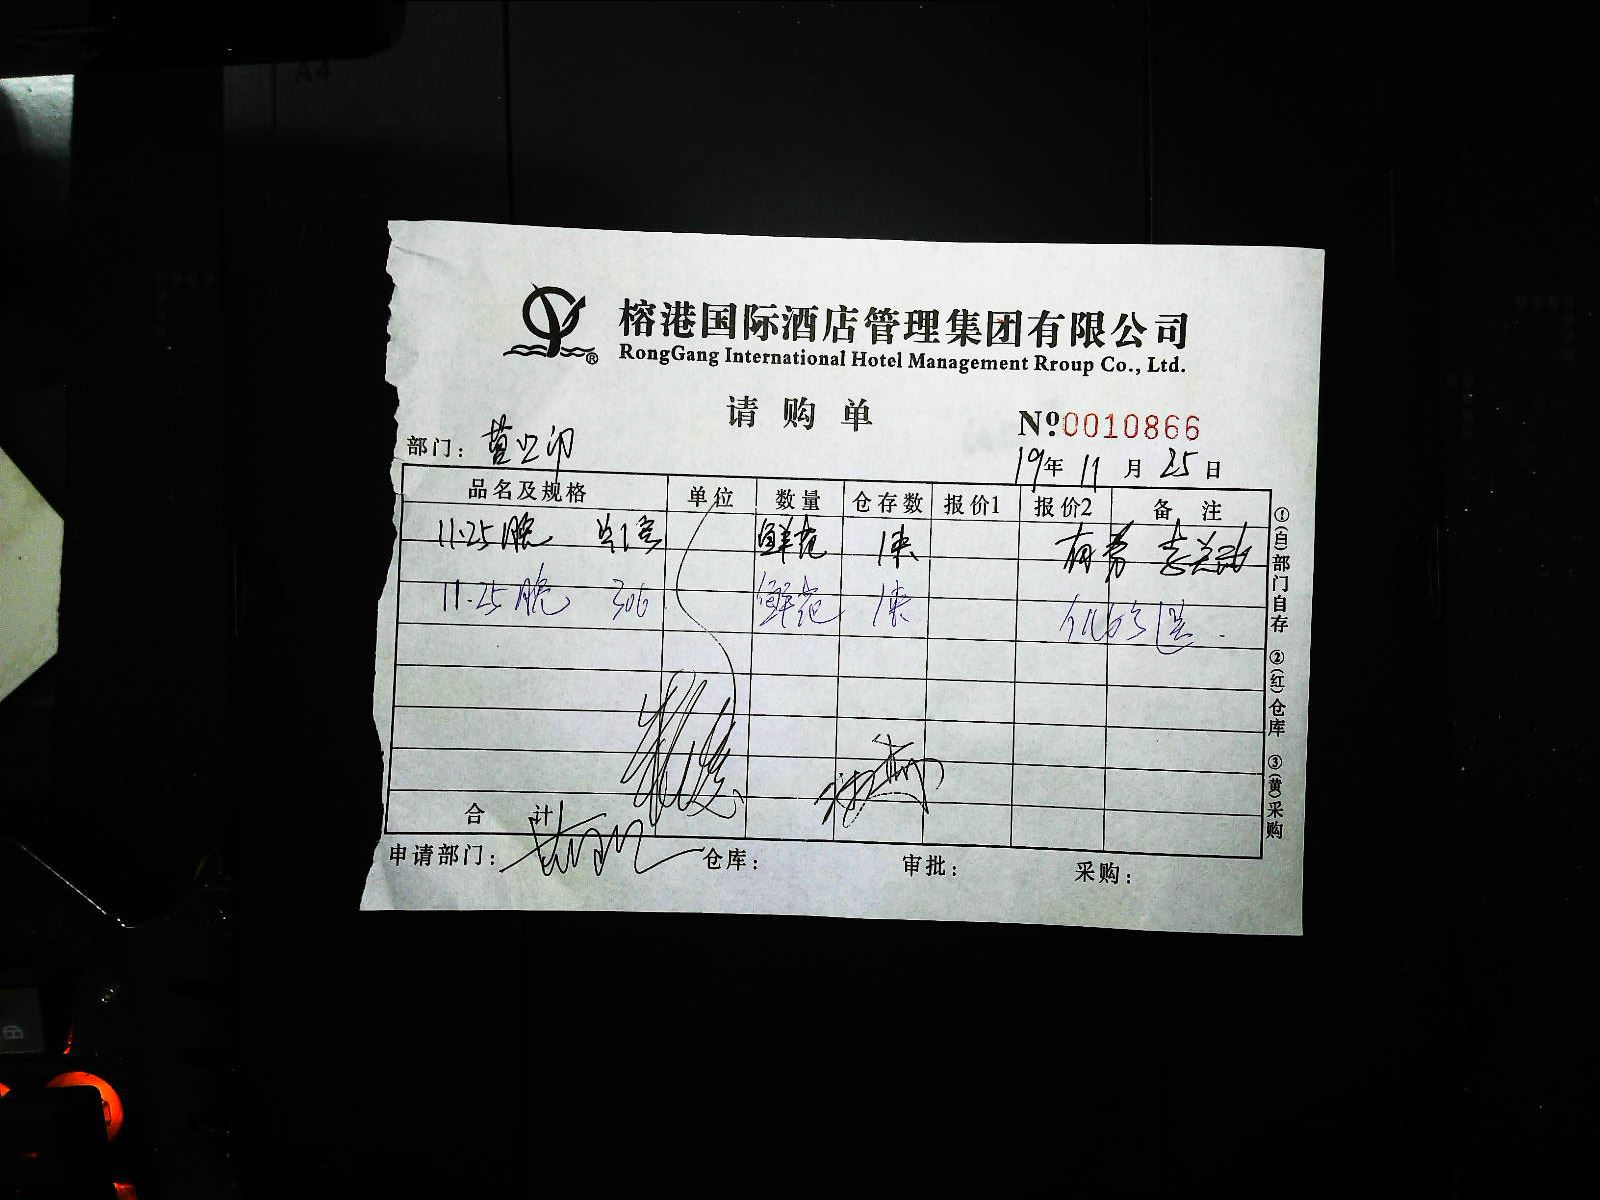 榕港国际酒店管理集团有限公司
RongGang International Hotel Management Rroup Co., Ltd.
请购单
Nº:0010866
部门：营业部
19年 11月 25日
品名及规格 单位 数量 仓存数 报价1 报价2 备注
11.25晚 鲜花 1束
11.25晚 306 鲜花 1束
合计
申请部门： 仓库： 审批： 采购：
①(白)部门自存 ②(红)仓库 ③(黄)采购
A4